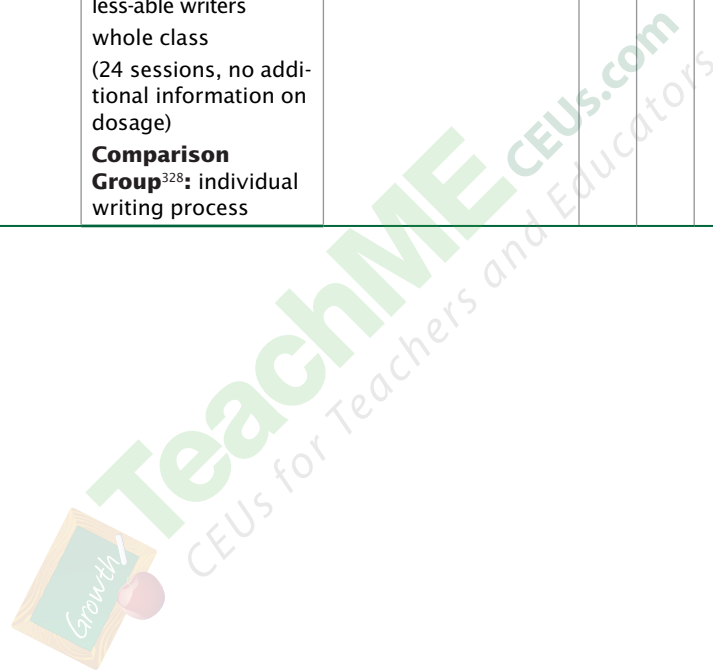 less-able writers
whole class
(24 sessions, no addi-
tional information on
dosage)
Comparison
Group328: individual
writing process
TeachME CEUs.com
CEUs for Teachers and Educators
Growth